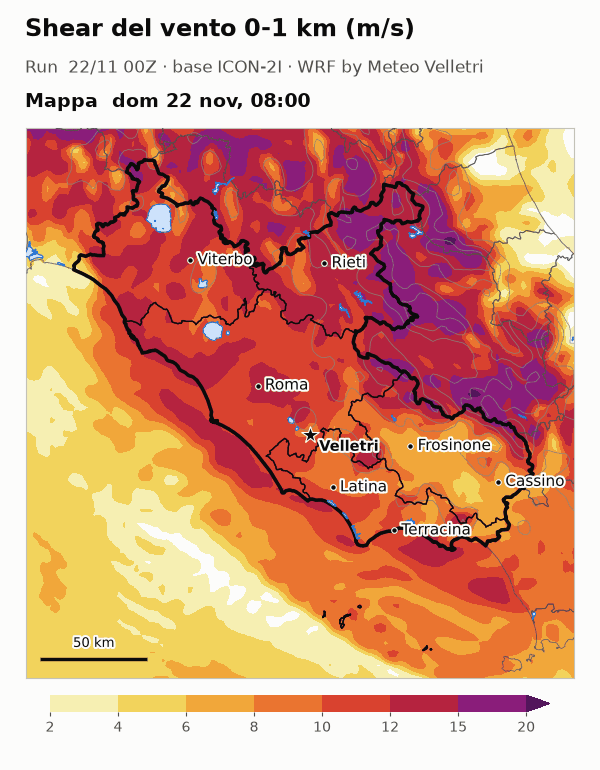 Shear del vento 0-1 km (m/s)
Run  22/11 00Z · base ICON-2I · WRF by Meteo Velletri
Mappa  dom 22 nov, 08:00
Viterbo
Rieti
Roma
Velletri
Frosinone
Latina
Cassino
Terracina
50 km
2 4 6 8 10 12 15 20